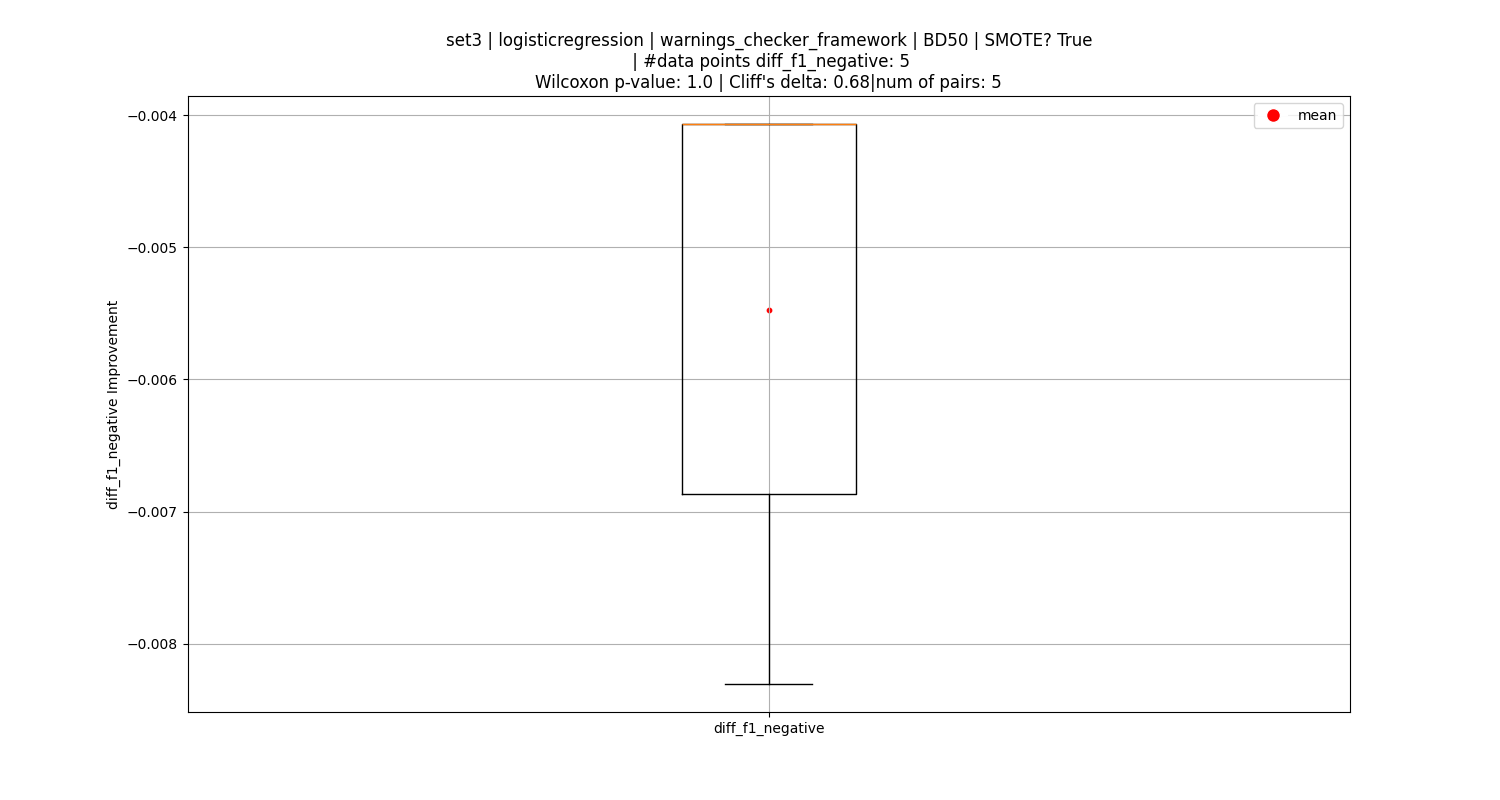 set3 | logisticregression | warnings_checker_framework | BD50 | SMOTE? True
| #data points diff_f1_negative: 5
Wilcoxon p-value: 1.0 | Cliff's delta: 0.68|num of pairs: 5
mean
−0.004
−0.005
−0.006
−0.007
−0.008
diff_f1_negative Improvement
diff_f1_negative